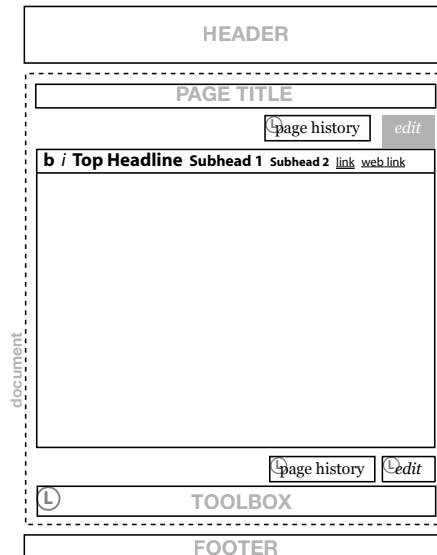 HEADER
PAGE TITLE
L page history edit
b i Top Headline Subhead 1 Subhead 2 link web link
document
L page history L edit
L TOOLBOX
FOOTER